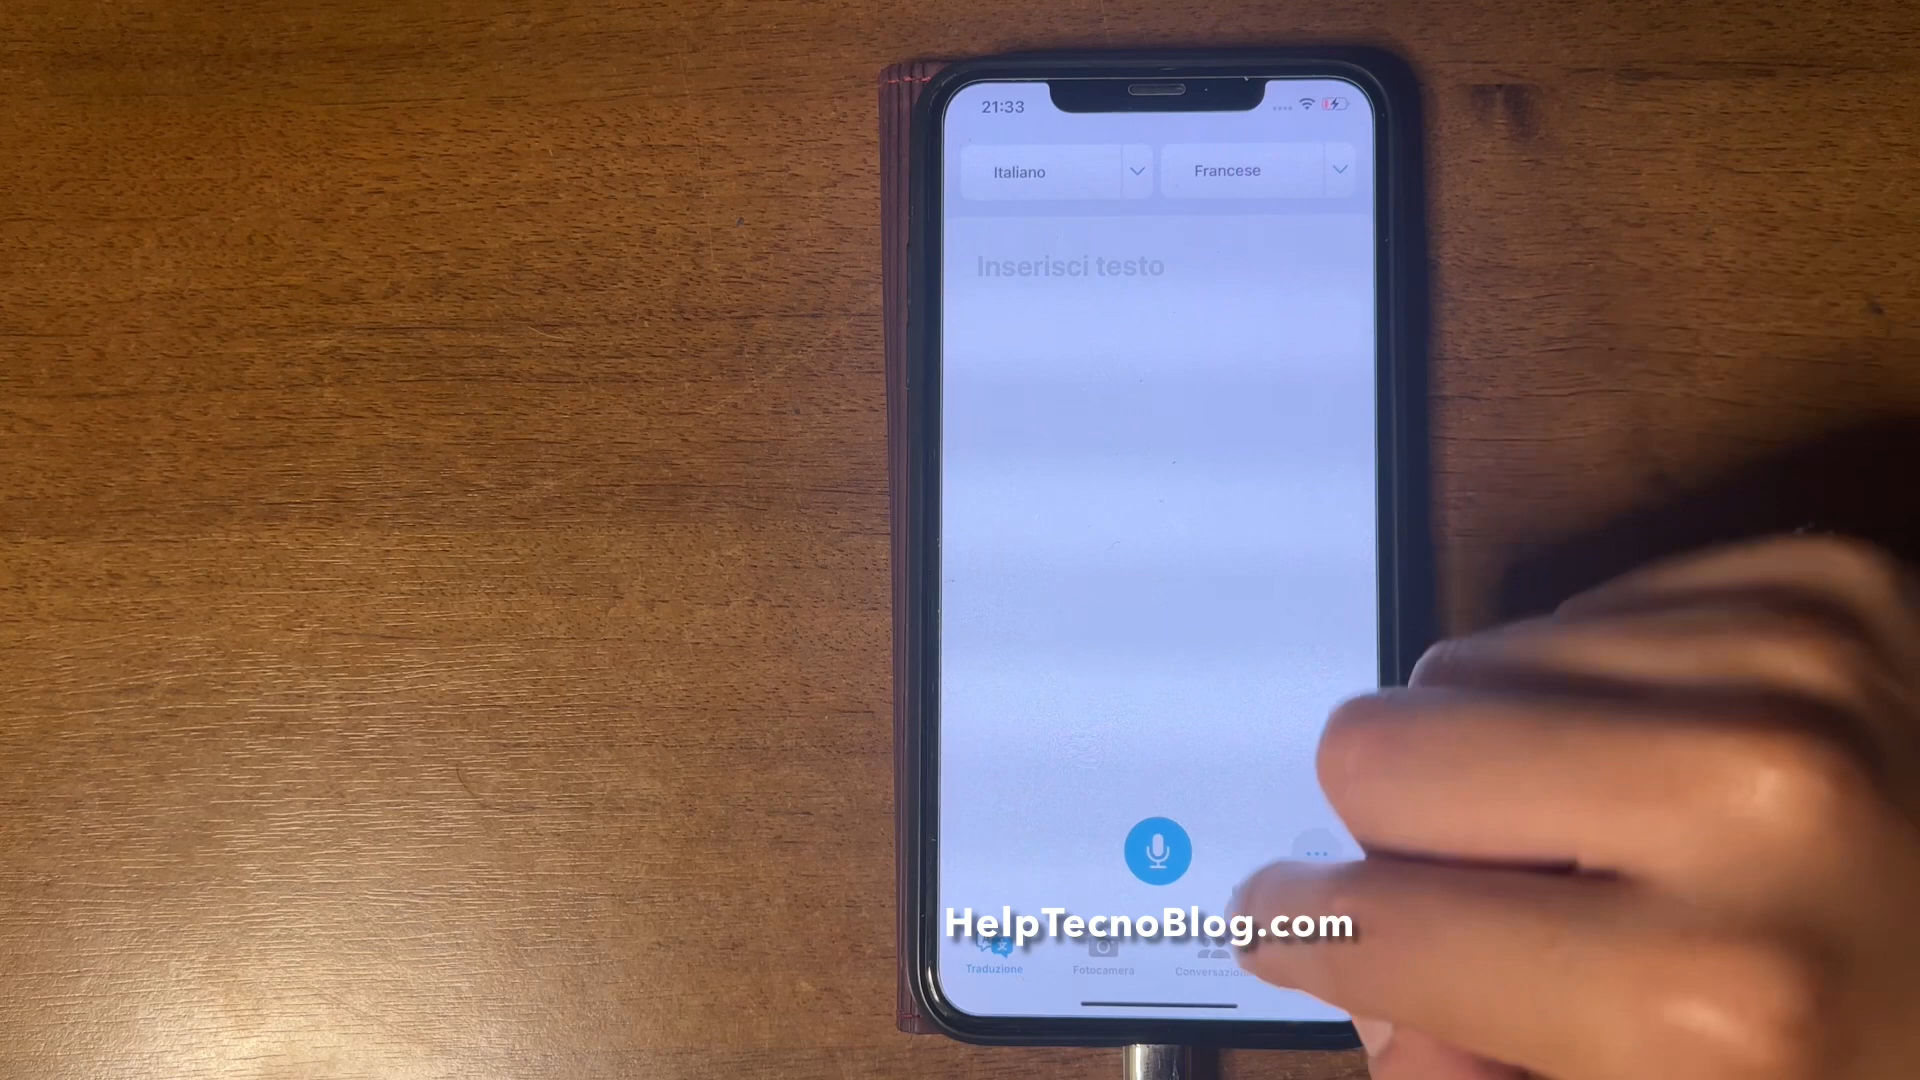 21:33
Italiano
Francese
Inserisci testo
HelpTecnoBlog.com
Traduzione
Fotocamera